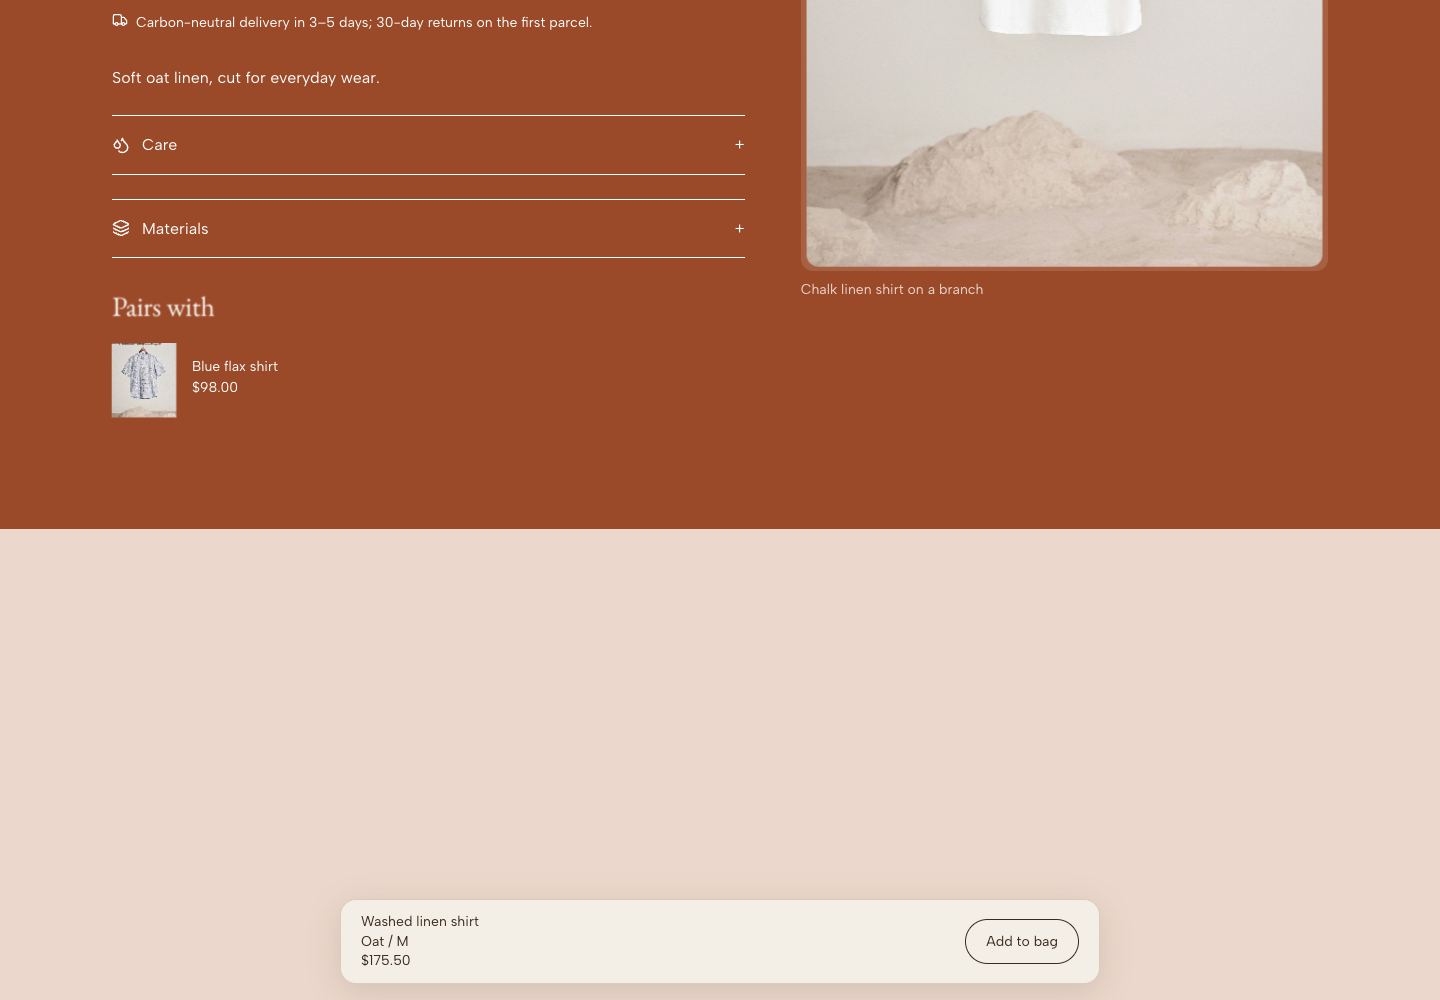 Carbon-neutral delivery in 3–5 days; 30-day returns on the first parcel.
Soft oat linen, cut for everyday wear.
Care
+
Materials
+
Pairs with
Blue flax shirt
$98.00
Chalk linen shirt on a branch
Washed linen shirt
Oat / M
$175.50
Add to bag